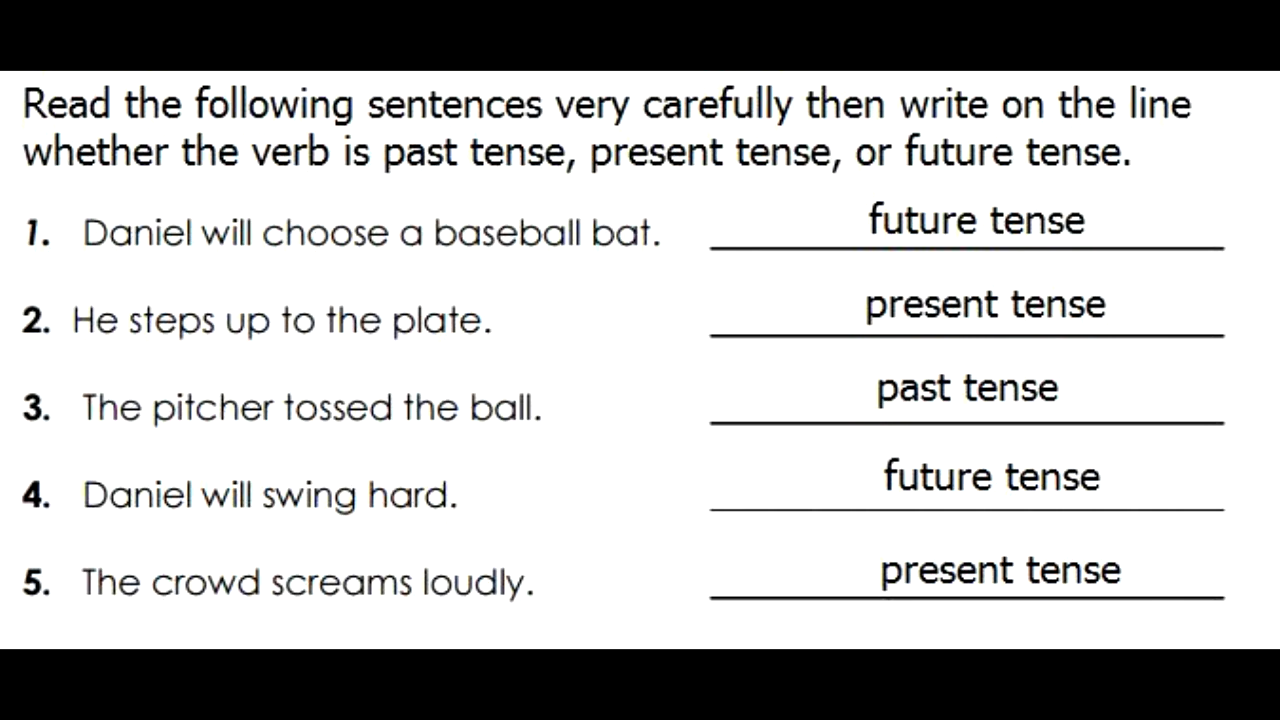 Read the following sentences very carefully then write on the line
whether the verb is past tense, present tense, or future tense.
1. Daniel will choose a baseball bat. future tense
2. He steps up to the plate. present tense
3. The pitcher tossed the ball. past tense
4. Daniel will swing hard. future tense
5. The crowd screams loudly. present tense